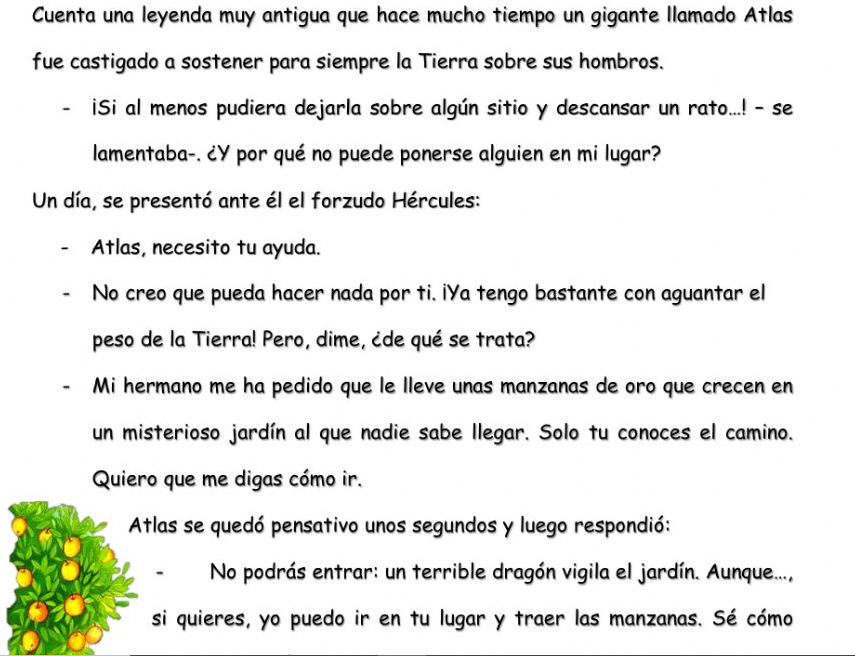 Cuenta una leyenda muy antigua que hace mucho tiempo un gigante llamado Atlas
fue castigado a sostener para siempre la Tierra sobre sus hombros.
- ¡Si al menos pudiera dejarla sobre algún sitio y descansar un rato…! – se
lamentaba-. ¿Y por qué no puede ponerse alguien en mi lugar?
Un día, se presentó ante él el forzudo Hércules:
- Atlas, necesito tu ayuda.
- No creo que pueda hacer nada por ti. ¡Ya tengo bastante con aguantar el
peso de la Tierra! Pero, dime, ¿de qué se trata?
- Mi hermano me ha pedido que le lleve unas manzanas de oro que crecen en
un misterioso jardín al que nadie sabe llegar. Solo tu conoces el camino.
Quiero que me digas cómo ir.
Atlas se quedó pensativo unos segundos y luego respondió:
- No podrás entrar: un terrible dragón vigila el jardín. Aunque…,
si quieres, yo puedo ir en tu lugar y traer las manzanas. Sé cómo